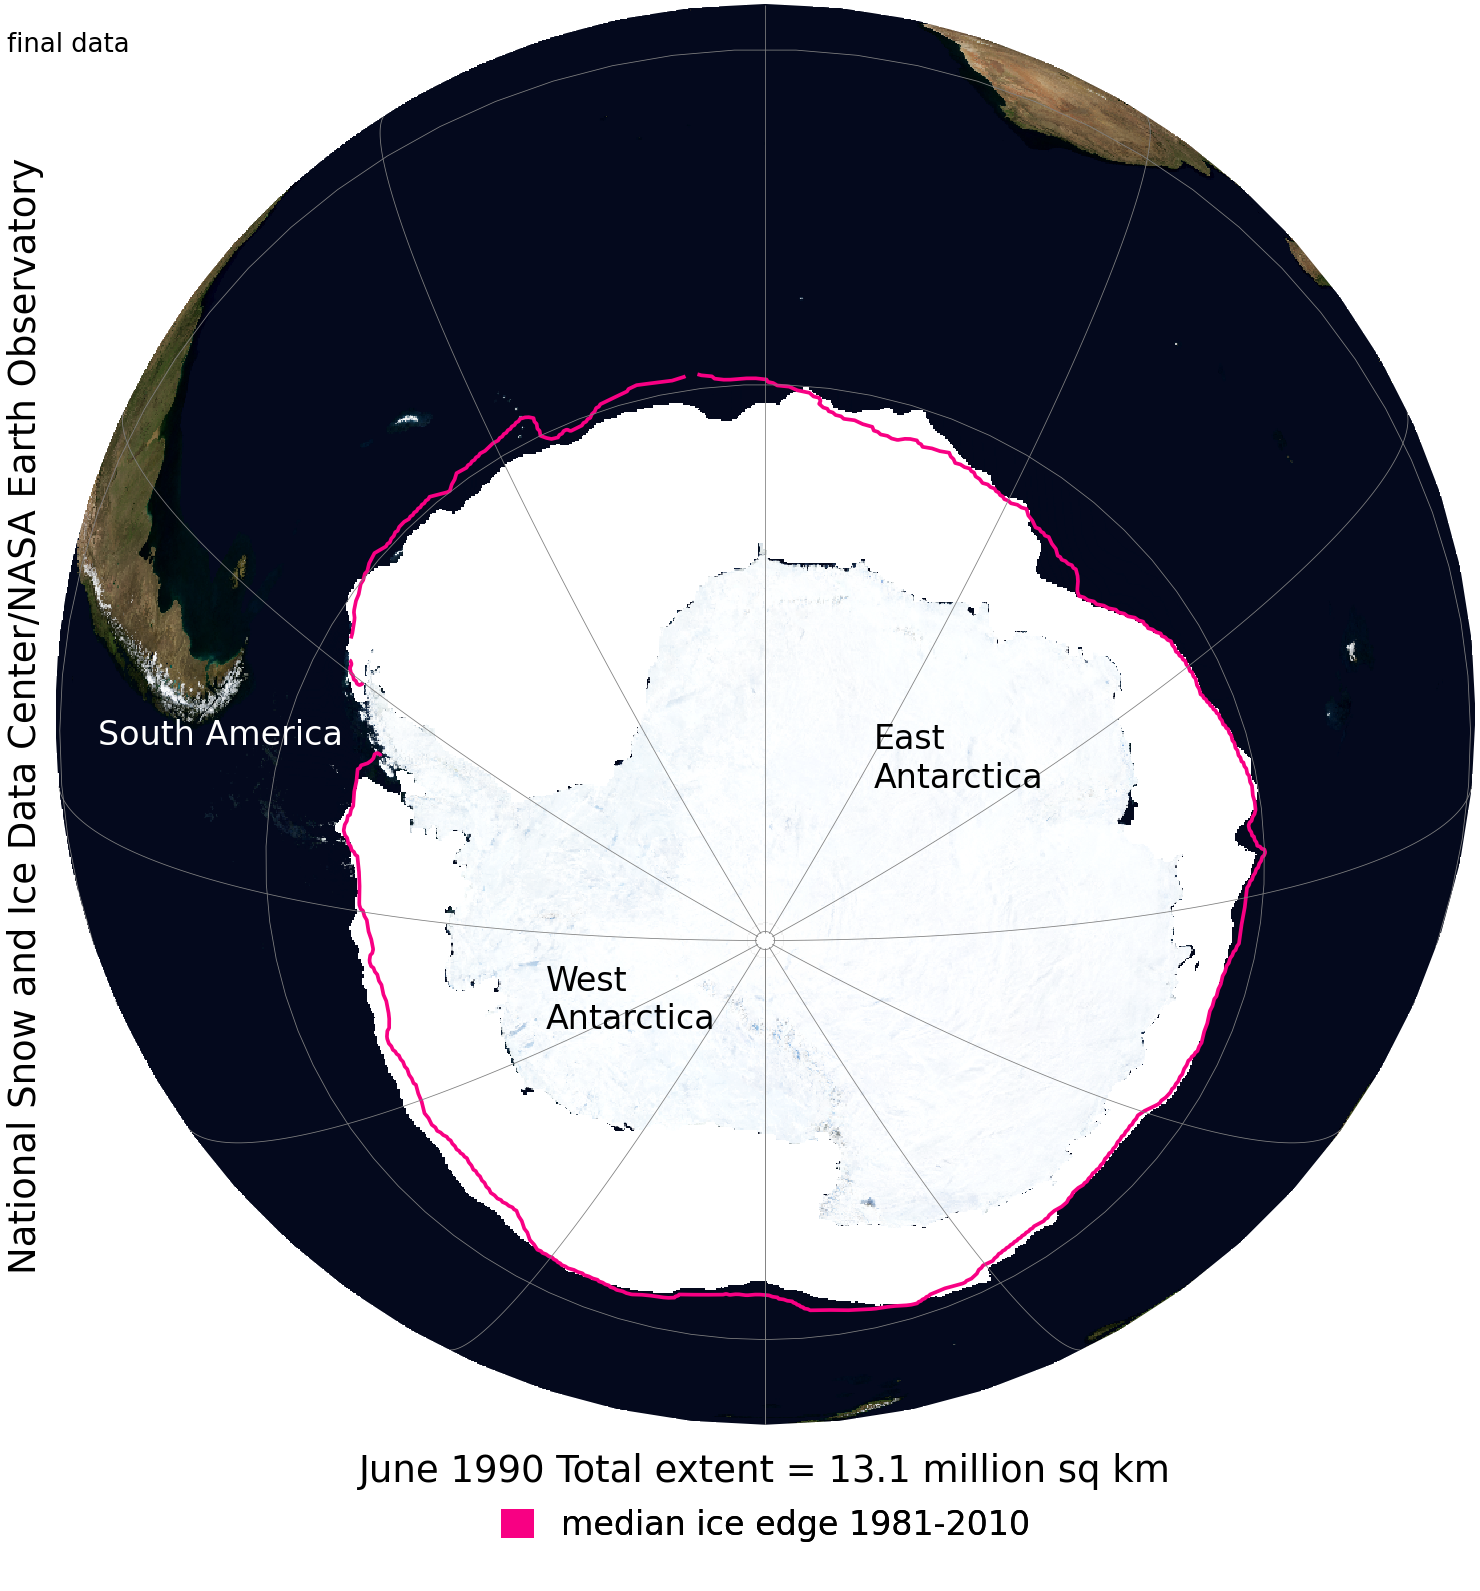 final data
National Snow and Ice Data Center/NASA Earth Observatory
South America
East
Antarctica
West
Antarctica
June 1990 Total extent = 13.1 million sq km
median ice edge 1981-2010